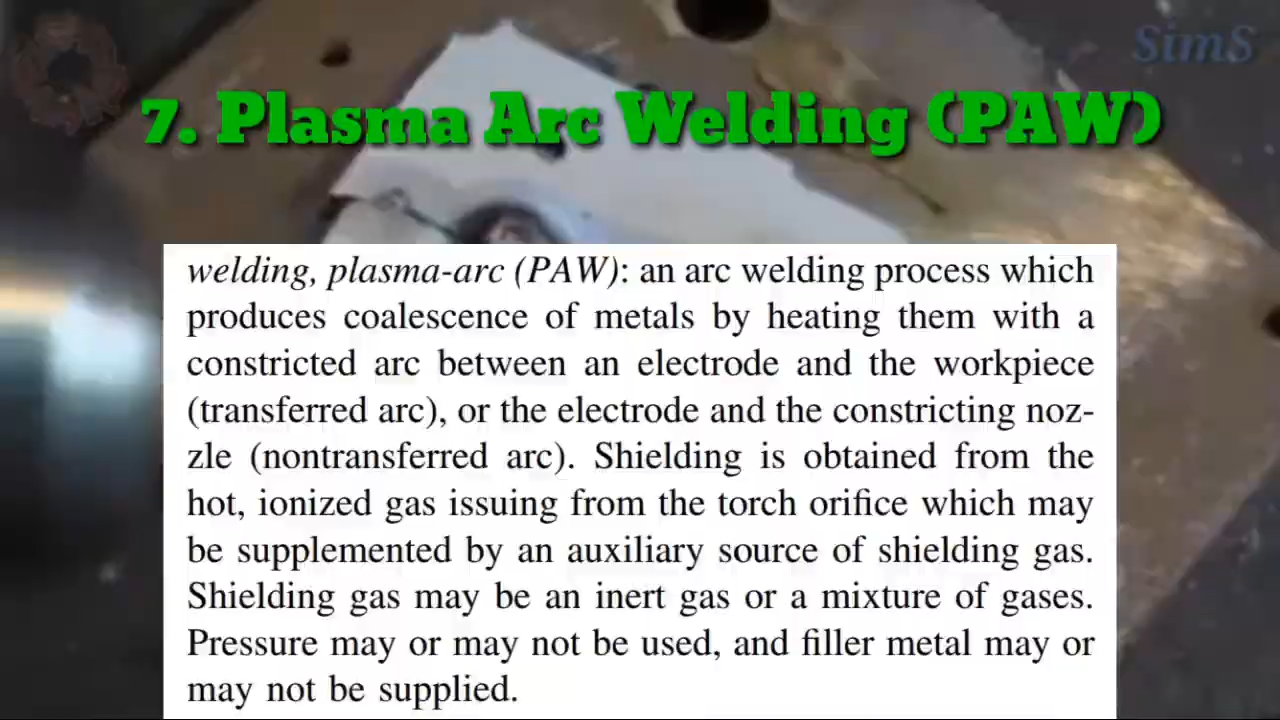 SimS
7. Plasma Arc Welding (PAW)
welding, plasma-arc (PAW): an arc welding process which
produces coalescence of metals by heating them with a
constricted arc between an electrode and the workpiece
(transferred arc), or the electrode and the constricting noz-
zle (nontransferred arc). Shielding is obtained from the
hot, ionized gas issuing from the torch orifice which may
be supplemented by an auxiliary source of shielding gas.
Shielding gas may be an inert gas or a mixture of gases.
Pressure may or may not be used, and filler metal may or
may not be supplied.